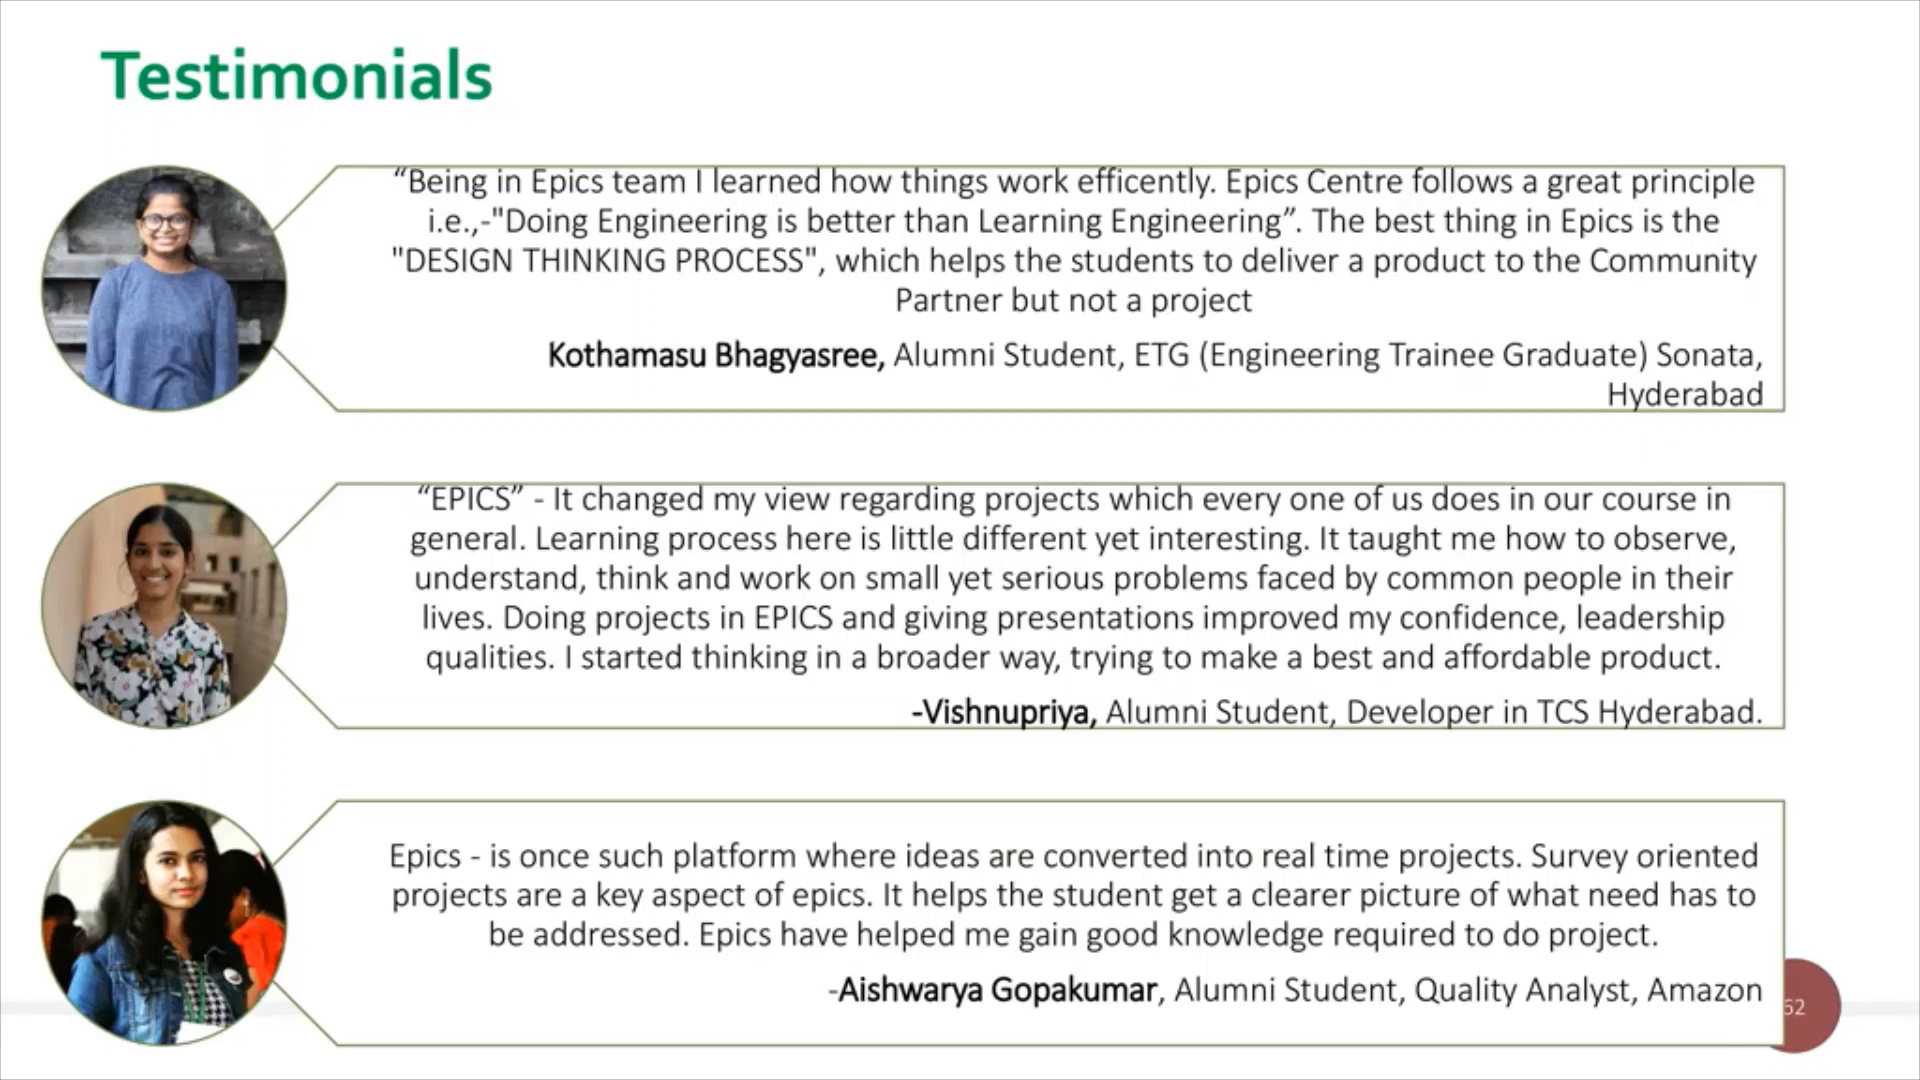 Testimonials
“Being in Epics team I learned how things work efficently. Epics Centre follows a great principle
i.e.,-"Doing Engineering is better than Learning Engineering”. The best thing in Epics is the
"DESIGN THINKING PROCESS", which helps the students to deliver a product to the Community
Partner but not a project
Kothamasu Bhagyasree, Alumni Student, ETG (Engineering Trainee Graduate) Sonata,
Hyderabad
“EPICS” - It changed my view regarding projects which every one of us does in our course in
general. Learning process here is little different yet interesting. It taught me how to observe,
understand, think and work on small yet serious problems faced by common people in their
lives. Doing projects in EPICS and giving presentations improved my confidence, leadership
qualities. I started thinking in a broader way, trying to make a best and affordable product.
-Vishnupriya, Alumni Student, Developer in TCS Hyderabad.
Epics - is once such platform where ideas are converted into real time projects. Survey oriented
projects are a key aspect of epics. It helps the student get a clearer picture of what need has to
be addressed. Epics have helped me gain good knowledge required to do project.
-Aishwarya Gopakumar, Alumni Student, Quality Analyst, Amazon